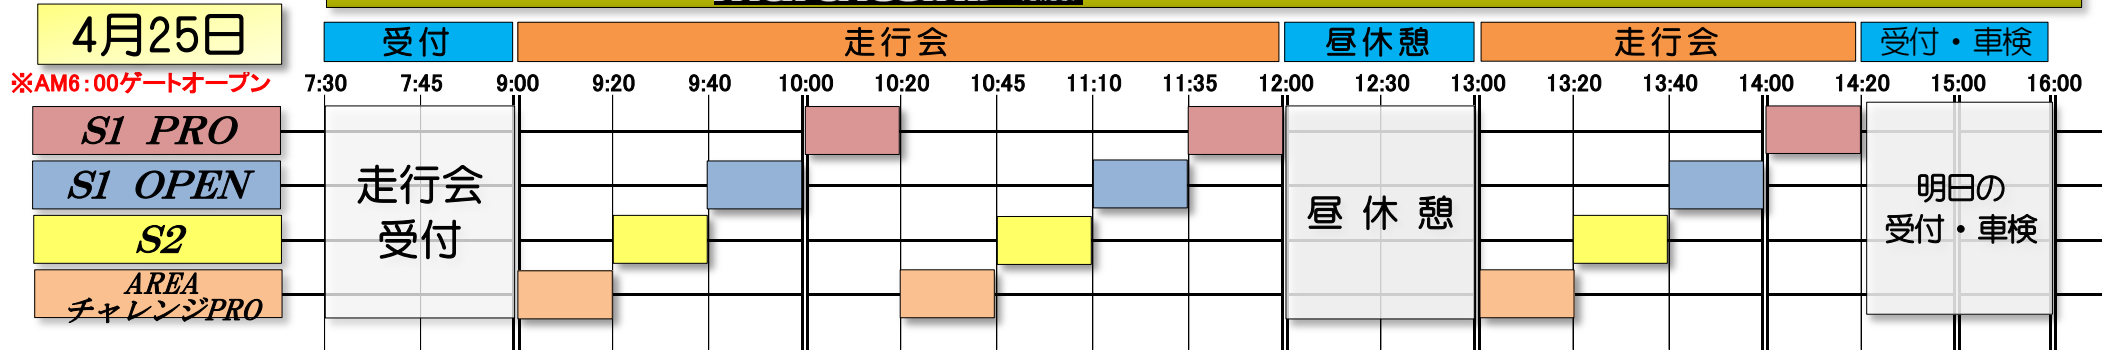 4月25日
受付
走行会
昼休憩
走行会
受付・車検
※AM6:00ゲートオープン
7:30 7:45 9:00 9:20 9:40 10:00 10:20 10:45 11:10 11:35 12:00 12:30 13:00 13:20 13:40 14:00 14:20 15:00 16:00
S1 PRO
S1 OPEN
S2
AREA
チャレンジPRO
走行会
受付
昼 休 憩
明日の
受付・車検